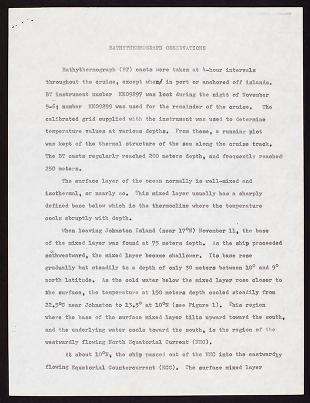 BATHYTHERMOGRAPH OBSERVATIONS
Bathythermograph (BT) casts were taken at 4-hour intervals
throughout the cruise, except when in port or anchored off islands.
BT instrument number XX09297 was lost during the night of November
5-6; number XX09299 was used for the remainder of the cruise. The
calibrated grid supplied with the instrument was used to determine
temperature values at various depths. From these, a running plot
was kept of the thermal structure of the sea along the cruise track.
The BT casts regularly reached 200 meters depth, and frequently reached
250 meters.
The surface layer of the ocean normally is well-mixed and
isothermal, or nearly so. This mixed layer usually has a sharply
defined base below which is the thermocline where the temperature
cools abruptly with depth.
When leaving Johnston Island (near 17°N) November 11, the base
of the mixed layer was found at 75 meters depth. As the ship proceeded
southwestward, the mixed layer became shallower. Its base rose
gradually but steadily to a depth of only 30 meters between 10° and 9°
north latitude. As the cold water below the mixed layer rose closer to
the surface, the temperature at 150 meters depth cooled steadily from
22.5°C near Johnston to 13.5° at 10°N (see Figure 1). This region
where the base of the surface mixed layer tilts upward toward the south,
and the underlying water cools toward the south, is the region of the
westwardly flowing North Equatorial Current (NEC).
At about 10°N, the ship passed out of the NEC into the eastwardly
flowing Equatorial Countercurrent (ECC). The surface mixed layer